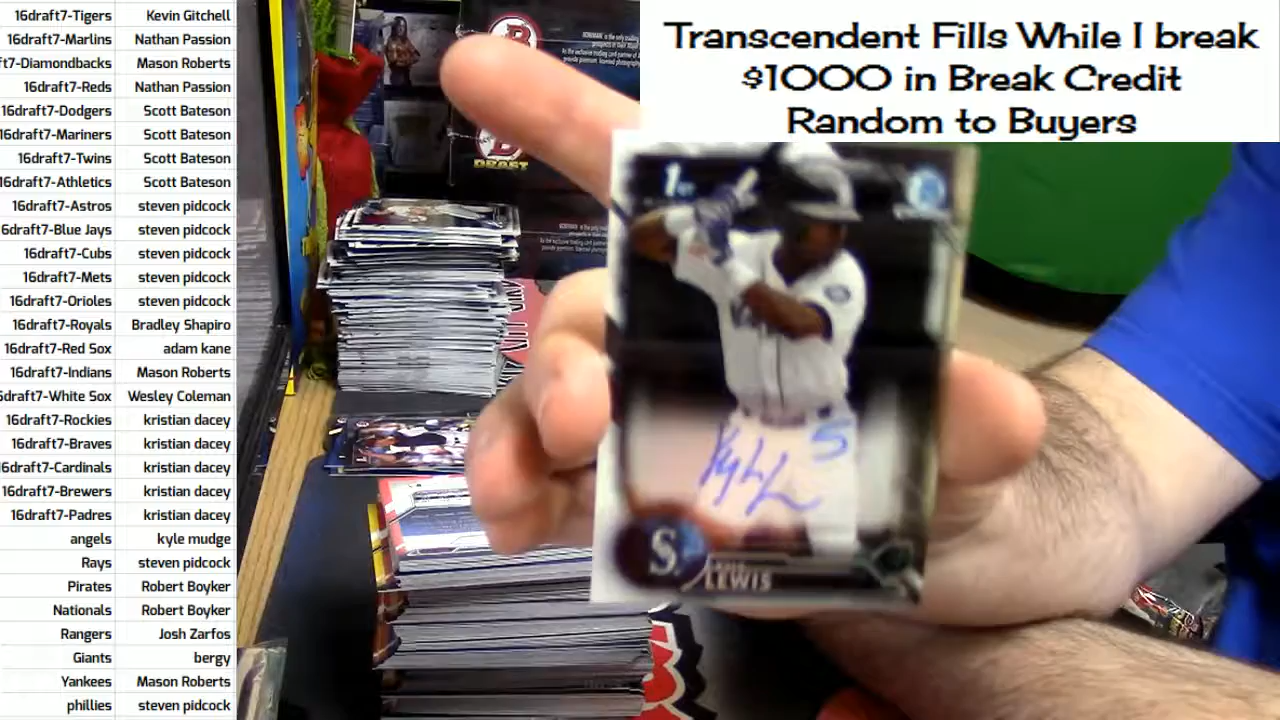 16draft7-Tigers Kevin Gitchell
16draft7-Marlins Nathan Passion
ft7-Diamondbacks Mason Roberts
16draft7-Reds Nathan Passion
16draft7-Dodgers Scott Bateson
16draft7-Mariners Scott Bateson
16draft7-Twins Scott Bateson
16draft7-Athletics Scott Bateson
16draft7-Astros steven pidcock
6draft7-Blue Jays steven pidcock
16draft7-Cubs steven pidcock
16draft7-Mets steven pidcock
16draft7-Orioles steven pidcock
16draft7-Royals Bradley Shapiro
16draft7-Red Sox adam kane
16draft7-Indians Mason Roberts
6draft7-White Sox Wesley Coleman
16draft7-Rockies kristian dacey
16draft7-Braves kristian dacey
6draft7-Cardinals kristian dacey
16draft7-Brewers kristian dacey
16draft7-Padres kristian dacey
angels kyle mudge
Rays steven pidcock
Pirates Robert Boyker
Nationals Robert Boyker
Rangers Josh Zarfos
Giants bergy
Yankees Mason Roberts
phillies steven pidcock
Transcendent Fills While I break
$1000 in Break Credit
Random to Buyers
B
DRAFT
1st
5
S
LEWIS